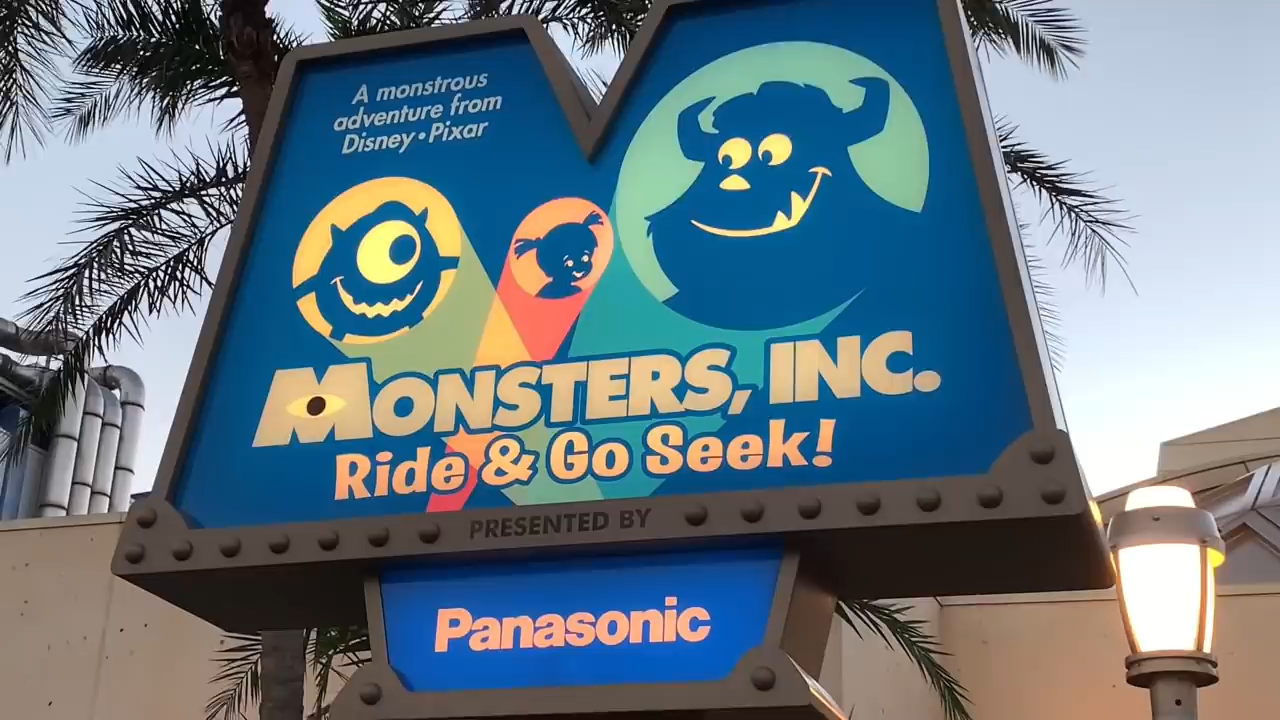 A monstrous
adventure from
Disney•Pixar
MONSTERS, INC.
Ride & Go Seek!
PRESENTED BY
Panasonic